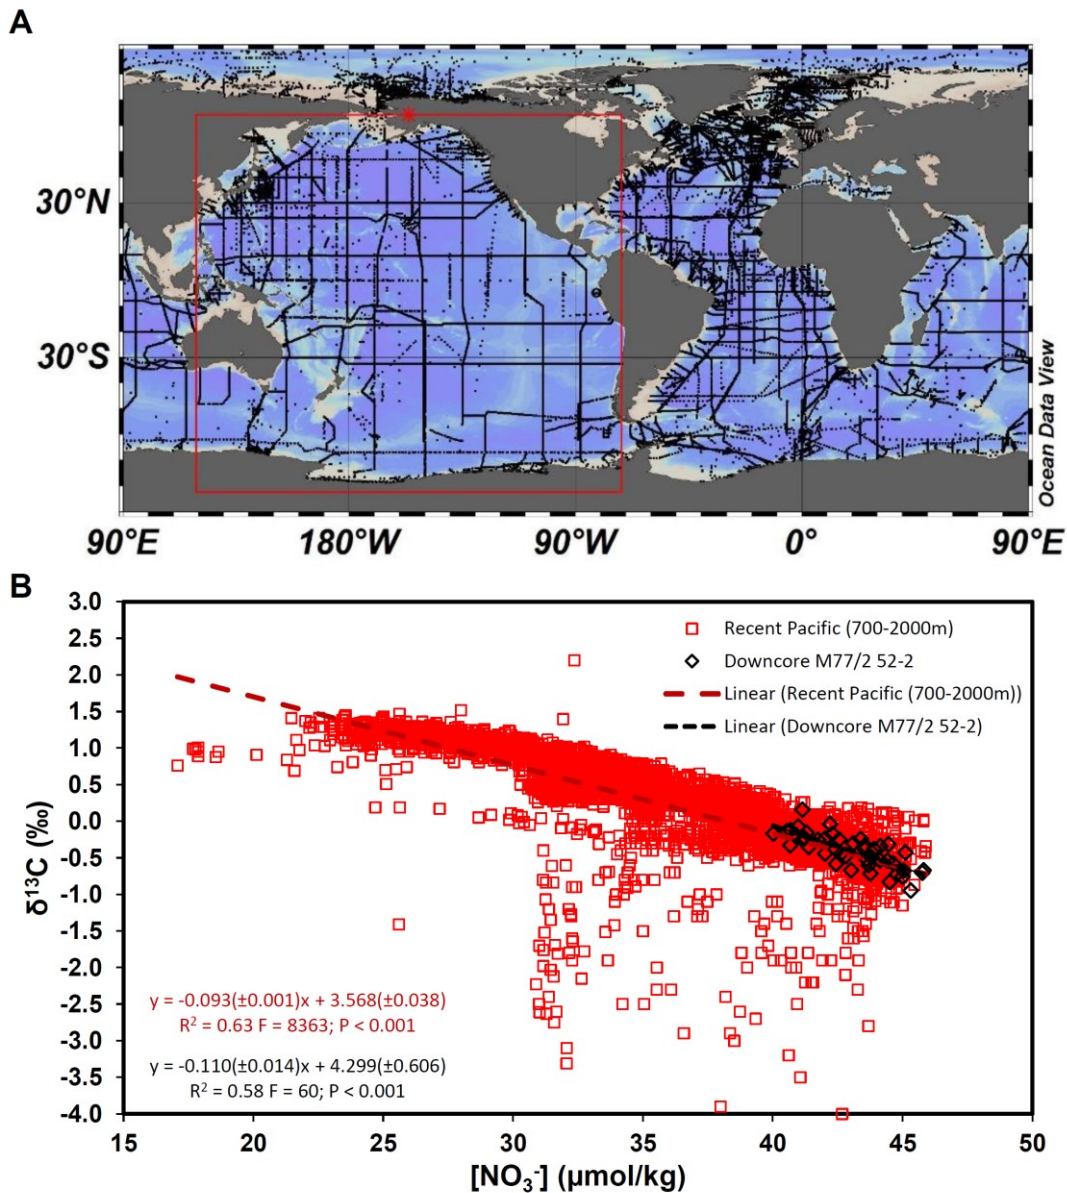 A
30°N
30°S
90°E 180°W 90°W 0° 90°E
Ocean Data View
B
3.0
2.5
2.0
1.5
1.0
0.5
0.0
-0.5
-1.0
-1.5
-2.0
-2.5
-3.0
-3.5
-4.0
δ¹³C (‰)
Recent Pacific (700-2000m)
Downcore M77/2 52-2
Linear (Recent Pacific (700-2000m))
Linear (Downcore M77/2 52-2)
y = -0.093(±0.001)x + 3.568(±0.038)
R² = 0.63 F = 8363; P < 0.001
y = -0.110(±0.014)x + 4.299(±0.606)
R² = 0.58 F = 60; P < 0.001
15 20 25 30 35 40 45 50
[NO₃⁻] (µmol/kg)